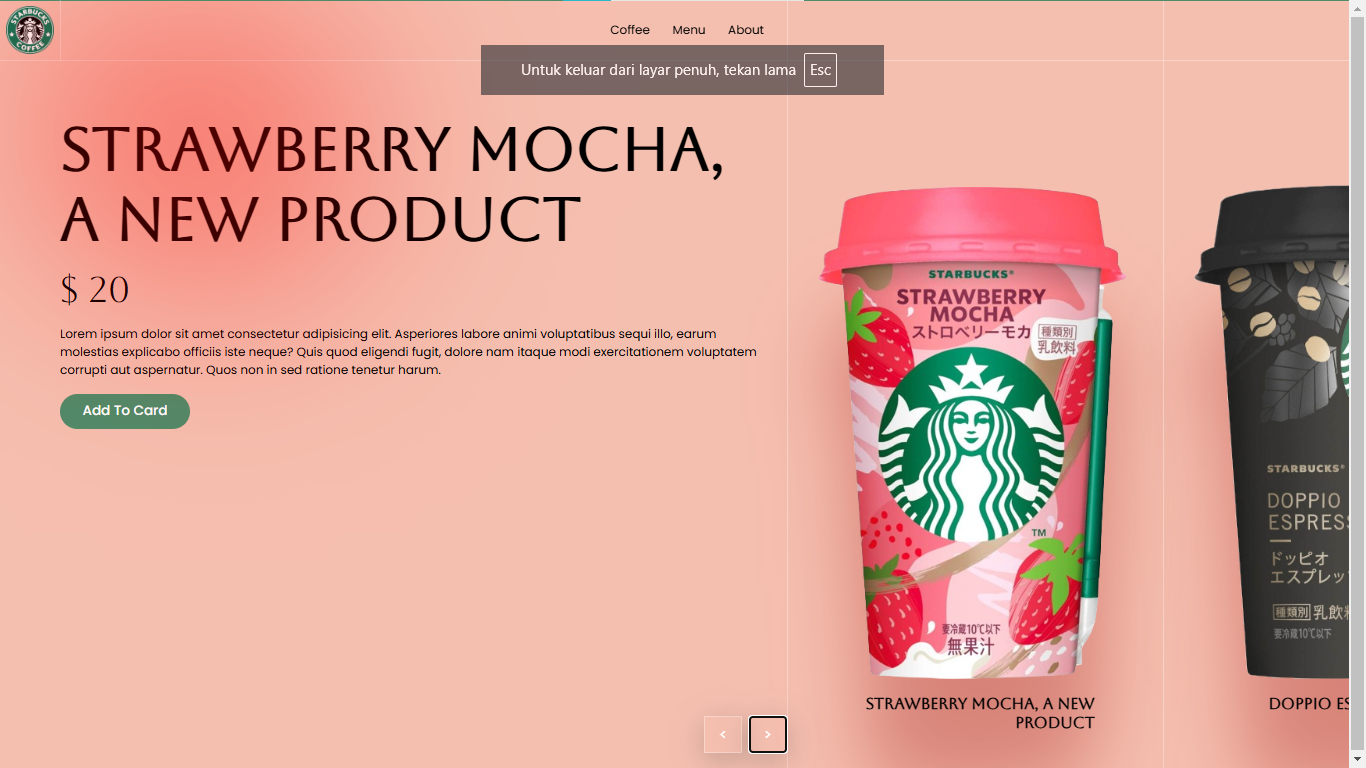 STARBUCKS
COFFEE
Coffee Menu About
Untuk keluar dari layar penuh, tekan lama Esc
STRAWBERRY MOCHA,
A NEW PRODUCT
$ 20
Lorem ipsum dolor sit amet consectetur adipisicing elit. Asperiores labore animi voluptatibus sequi illo, earum
molestias explicabo officiis iste neque? Quis quod eligendi fugit, dolore nam itaque modi exercitationem voluptatem
corrupti aut aspernatur. Quos non in sed ratione tenetur harum.
Add To Card
< >
STARBUCKS®
STRAWBERRY
MOCHA
ストロベリーモカ
種類別
乳飲料
TM
要冷蔵10℃以下
無果汁
STRAWBERRY MOCHA, A NEW
PRODUCT
STARBUCKS®
DOPPIO
ESPRESS
ドッピオ
エスプレッ
種類別 乳飲
要冷蔵10℃以下
DOPPIO ES